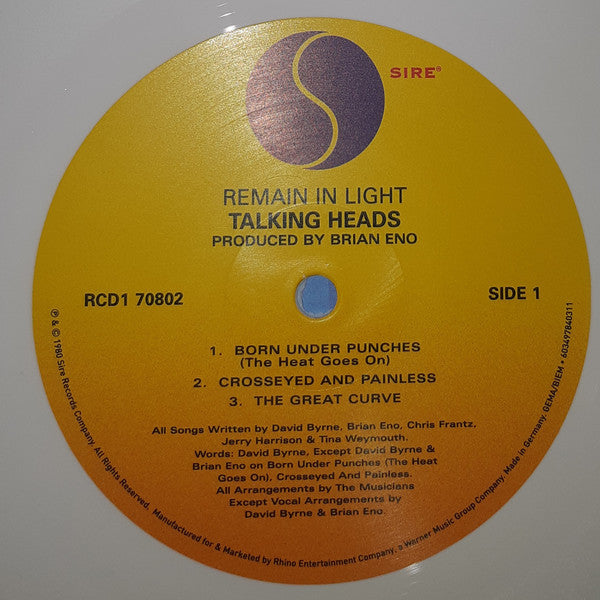 SIRE®
REMAIN IN LIGHT
TALKING HEADS
PRODUCED BY BRIAN ENO
RCD1 70802
SIDE 1
1. BORN UNDER PUNCHES
(The Heat Goes On)
2. CROSSEYED AND PAINLESS
3. THE GREAT CURVE
All Songs Written by David Byrne, Brian Eno, Chris Frantz,
Jerry Harrison & Tina Weymouth.
Words: David Byrne, Except David Byrne &
Brian Eno on Born Under Punches (The Heat
Goes On), Crosseyed And Painless.
All Arrangements by The Musicians
Except Vocal Arrangements by
David Byrne & Brian Eno.
℗ & © 1980 Sire Records Company. All Rights Reserved. Manufactured for & Marketed by Rhino Entertainment Company, a Warner Music Group Company. Made in Germany. GEMA/BIEM • 603497840311